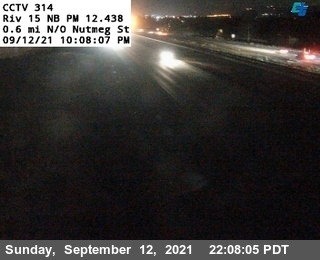 CCTV 314
Riv 15 NB PM 12.438
0.6 mi N/O Nutmeg St
09/12/21 10:08:07 PM
Sunday, September 12, 2021 22:08:05 PDT